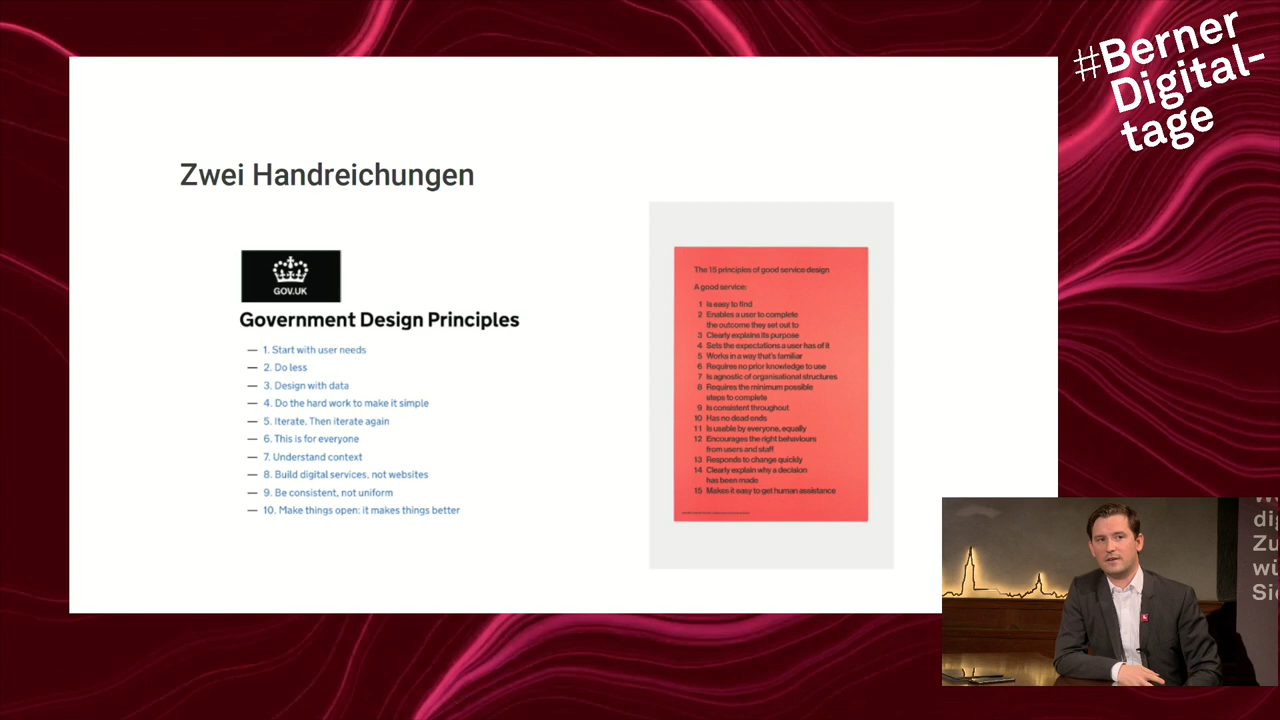 #Berner
Digital-
tage
Zwei Handreichungen
GOV.UK
Government Design Principles
— 1. Start with user needs
— 2. Do less
— 3. Design with data
— 4. Do the hard work to make it simple
— 5. Iterate. Then iterate again
— 6. This is for everyone
— 7. Understand context
— 8. Build digital services, not websites
— 9. Be consistent, not uniform
— 10. Make things open: it makes things better
The 15 principles of good service design
A good service:
1 Is easy to find
2 Enables a user to complete
the outcome they set out to
3 Clearly explains its purpose
4 Sets the expectations a user has of it
5 Works in a way that's familiar
6 Requires no prior knowledge to use
7 Is agnostic of organisational structures
8 Requires the minimum possible
steps to complete
9 Is consistent throughout
10 Has no dead ends
11 Is usable by everyone, equally
12 Encourages the right behaviours
from users and staff
13 Responds to change quickly
14 Clearly explain why a decision
has been made
15 Makes it easy to get human assistance
Zu
wü
Sie